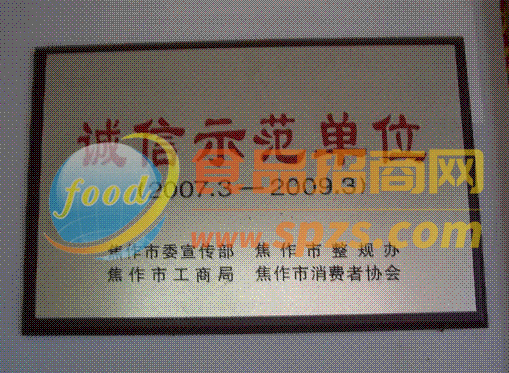 诚信示范单位
(2007.3—2009.3)
焦作市委宣传部 焦作市整规办
焦作市工商局 焦作市消费者协会
food
食品招商网
www.spzs.com